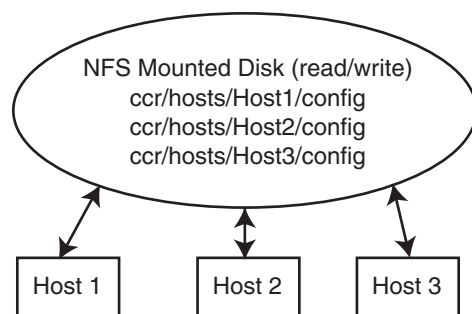 NFS Mounted Disk (read/write)
ccr/hosts/Host1/config
ccr/hosts/Host2/config
ccr/hosts/Host3/config
Host 1
Host 2
Host 3